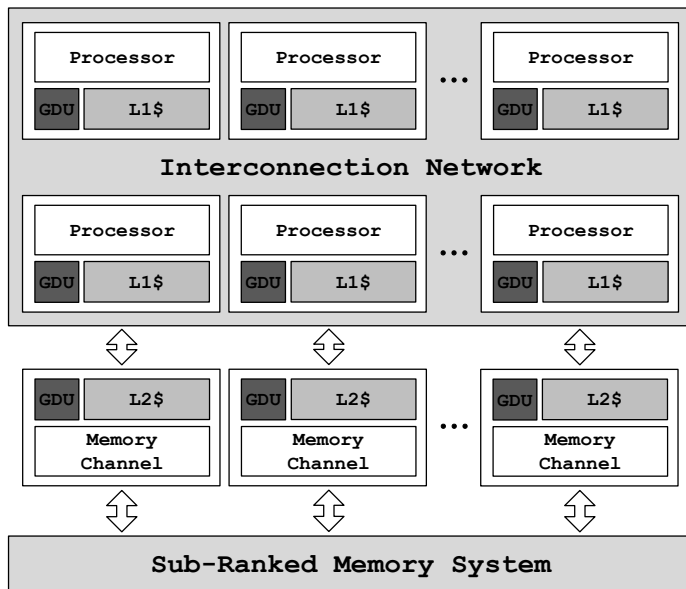 Processor Processor ... Processor
GDU L1$ GDU L1$ GDU L1$
Interconnection Network
Processor Processor ... Processor
GDU L1$ GDU L1$ GDU L1$
GDU L2$ GDU L2$ ... GDU L2$
Memory Memory Memory
Channel Channel Channel
Sub-Ranked Memory System